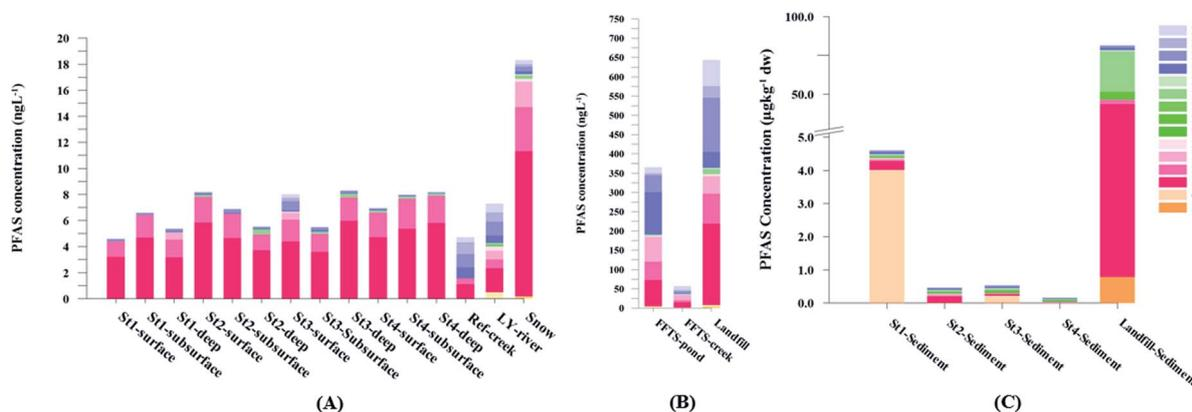 PFAS concentration (ngL⁻¹)
20
18
16
14
12
10
8
6
4
2
0
St1-surface
St1-subsurface
St1-deep
St2-surface
St2-subsurface
St2-deep
St3-surface
St3-Subsurface
St3-deep
St4-surface
St4-subsurface
St4-deep
Ref-creek
LY-river
Snow
(A)
PFAS concentration (ngL⁻¹)
750
700
650
600
550
500
450
400
350
300
250
200
150
100
50
0
FFTS-pond
FFTS-creek
Landfill
(B)
PFAS Concentration (µgkg⁻¹ dw)
100.0
50.0
5.0
4.0
3.0
2.0
1.0
0.0
St1-Sediment
St2-Sediment
St3-Sediment
St4-Sediment
Landfill-Sediment
(C)